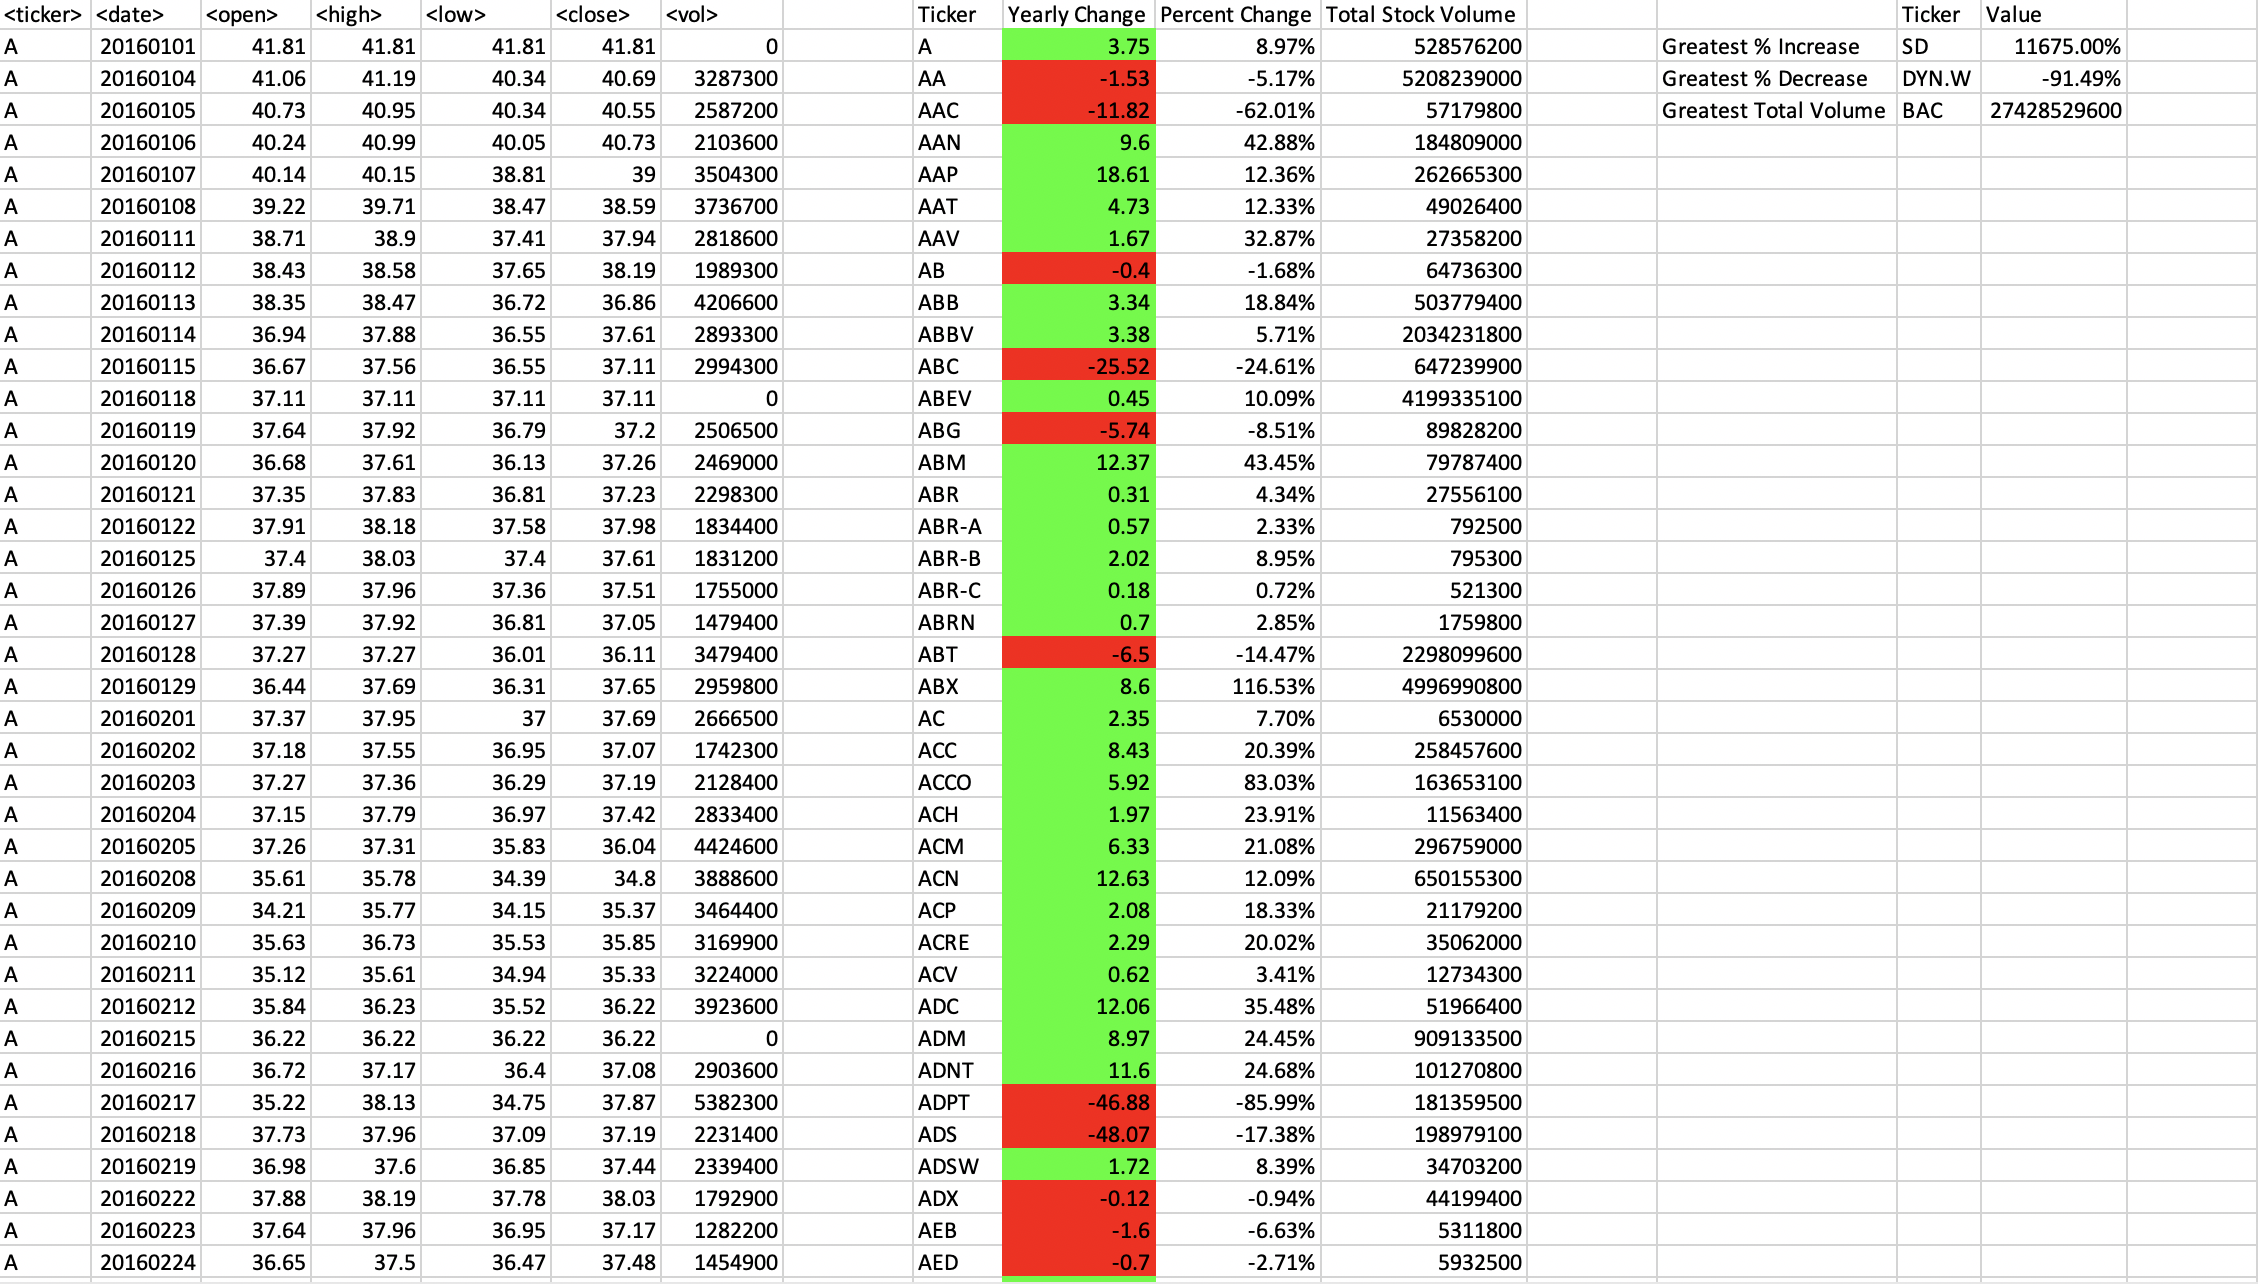 <ticker> <date> <open> <high> <low> <close> <vol> Ticker Yearly Change Percent Change Total Stock Volume Ticker Value
A 20160101 41.81 41.81 41.81 41.81 0 A 3.75 8.97% 528576200 Greatest % Increase SD 11675.00%
A 20160104 41.06 41.19 40.34 40.69 3287300 AA -1.53 -5.17% 5208239000 Greatest % Decrease DYN.W -91.49%
A 20160105 40.73 40.95 40.34 40.55 2587200 AAC -11.82 -62.01% 57179800 Greatest Total Volume BAC 27428529600
A 20160106 40.24 40.99 40.05 40.73 2103600 AAN 9.6 42.88% 184809000
A 20160107 40.14 40.15 38.81 39 3504300 AAP 18.61 12.36% 262665300
A 20160108 39.22 39.71 38.47 38.59 3736700 AAT 4.73 12.33% 49026400
A 20160111 38.71 38.9 37.41 37.94 2818600 AAV 1.67 32.87% 27358200
A 20160112 38.43 38.58 37.65 38.19 1989300 AB -0.4 -1.68% 64736300
A 20160113 38.35 38.47 36.72 36.86 4206600 ABB 3.34 18.84% 503779400
A 20160114 36.94 37.88 36.55 37.61 2893300 ABBV 3.38 5.71% 2034231800
A 20160115 36.67 37.56 36.55 37.11 2994300 ABC -25.52 -24.61% 647239900
A 20160118 37.11 37.11 37.11 37.11 0 ABEV 0.45 10.09% 4199335100
A 20160119 37.64 37.92 36.79 37.2 2506500 ABG -5.74 -8.51% 89828200
A 20160120 36.68 37.61 36.13 37.26 2469000 ABM 12.37 43.45% 79787400
A 20160121 37.35 37.83 36.81 37.23 2298300 ABR 0.31 4.34% 27556100
A 20160122 37.91 38.18 37.58 37.98 1834400 ABR-A 0.57 2.33% 792500
A 20160125 37.4 38.03 37.4 37.61 1831200 ABR-B 2.02 8.95% 795300
A 20160126 37.89 37.96 37.36 37.51 1755000 ABR-C 0.18 0.72% 521300
A 20160127 37.39 37.92 36.81 37.05 1479400 ABRN 0.7 2.85% 1759800
A 20160128 37.27 37.27 36.01 36.11 3479400 ABT -6.5 -14.47% 2298099600
A 20160129 36.44 37.69 36.31 37.65 2959800 ABX 8.6 116.53% 4996990800
A 20160201 37.37 37.95 37 37.69 2666500 AC 2.35 7.70% 6530000
A 20160202 37.18 37.55 36.95 37.07 1742300 ACC 8.43 20.39% 258457600
A 20160203 37.27 37.36 36.29 37.19 2128400 ACCO 5.92 83.03% 163653100
A 20160204 37.15 37.79 36.97 37.42 2833400 ACH 1.97 23.91% 11563400
A 20160205 37.26 37.31 35.83 36.04 4424600 ACM 6.33 21.08% 296759000
A 20160208 35.61 35.78 34.39 34.8 3888600 ACN 12.63 12.09% 650155300
A 20160209 34.21 35.77 34.15 35.37 3464400 ACP 2.08 18.33% 21179200
A 20160210 35.63 36.73 35.53 35.85 3169900 ACRE 2.29 20.02% 35062000
A 20160211 35.12 35.61 34.94 35.33 3224000 ACV 0.62 3.41% 12734300
A 20160212 35.84 36.23 35.52 36.22 3923600 ADC 12.06 35.48% 51966400
A 20160215 36.22 36.22 36.22 36.22 0 ADM 8.97 24.45% 909133500
A 20160216 36.72 37.17 36.4 37.08 2903600 ADNT 11.6 24.68% 101270800
A 20160217 35.22 38.13 34.75 37.87 5382300 ADPT -46.88 -85.99% 181359500
A 20160218 37.73 37.96 37.09 37.19 2231400 ADS -48.07 -17.38% 198979100
A 20160219 36.98 37.6 36.85 37.44 2339400 ADSW 1.72 8.39% 34703200
A 20160222 37.88 38.19 37.78 38.03 1792900 ADX -0.12 -0.94% 44199400
A 20160223 37.64 37.96 36.95 37.17 1282200 AEB -1.6 -6.63% 5311800
A 20160224 36.65 37.5 36.47 37.48 1454900 AED -0.7 -2.71% 5932500